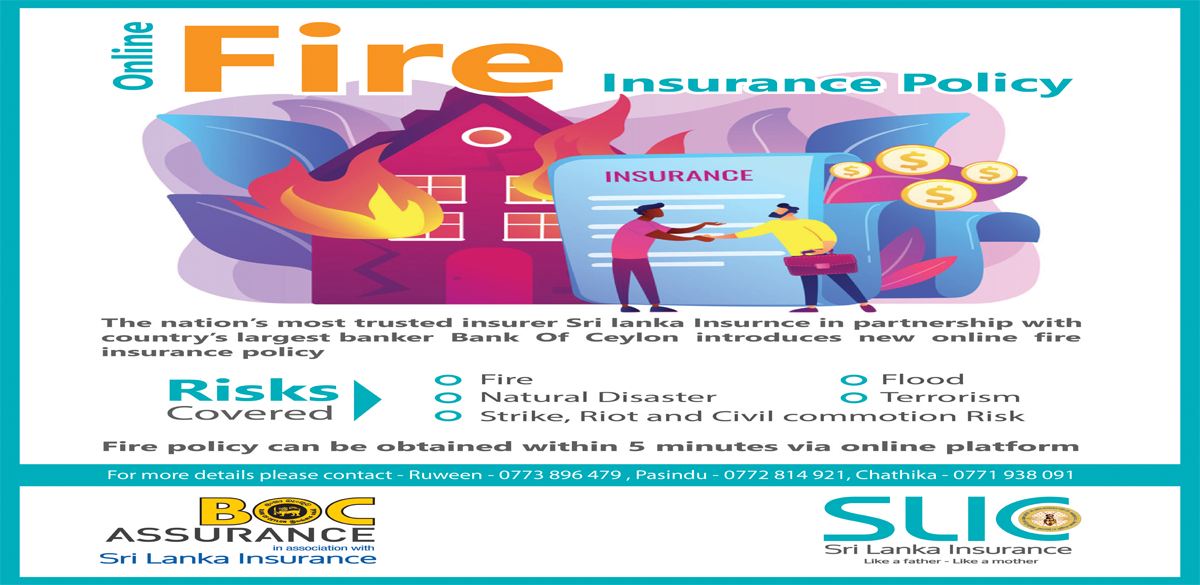 Online Fire Insurance Policy
INSURANCE
The nation's most trusted insurer Sri lanka Insurnce in partnership with
country's largest banker Bank Of Ceylon introduces new online fire
insurance policy
Risks
Covered
Fire
Flood
Natural Disaster
Terrorism
Strike, Riot and Civil commotion Risk
Fire policy can be obtained within 5 minutes via online platform
For more details please contact - Ruween - 0773 896 479 , Pasindu - 0772 814 921, Chathika - 0771 938 091
BOC
ASSURANCE
in association with
Sri Lanka Insurance
SLIC
Sri Lanka Insurance
Like a father - Like a mother